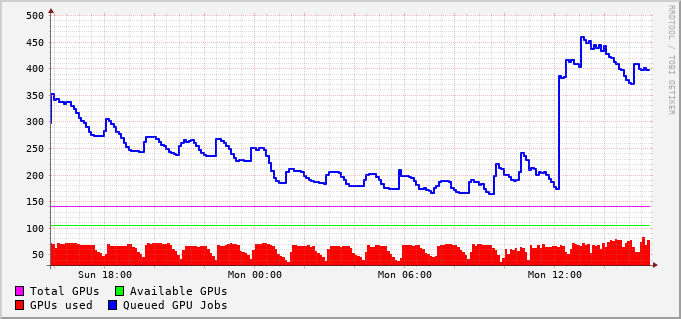 500
450
400
350
300
250
200
150
100
50
Sun 18:00 Mon 00:00 Mon 06:00 Mon 12:00
Total GPUs Available GPUs
GPUs used Queued GPU Jobs
RRDTOOL / TOBI OETIKER